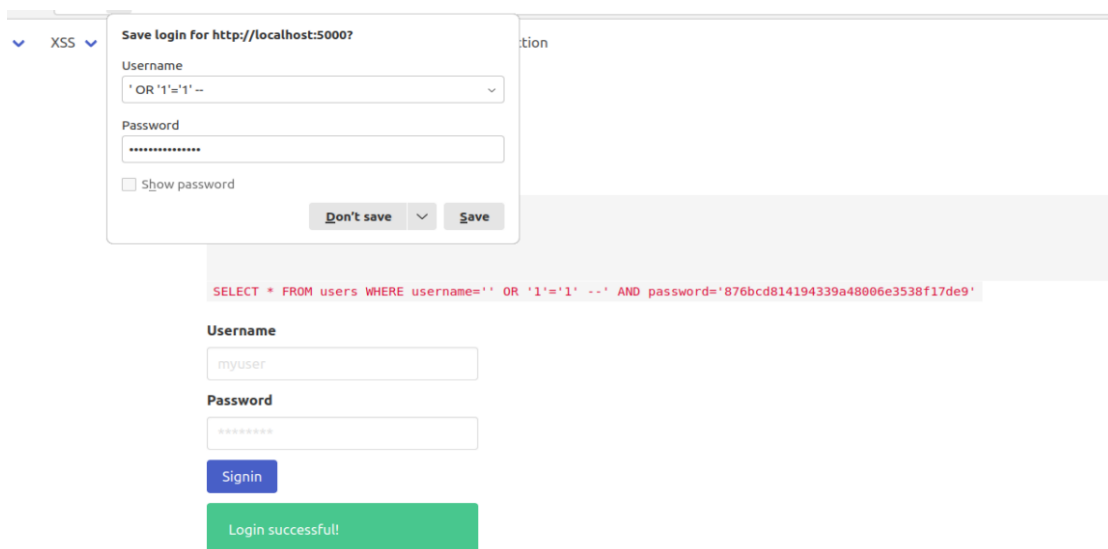 XSS
ction
Save login for http://localhost:5000?
Username
' OR '1'='1' --
Password
•••••••••••••••
Show password
Don't save
Save
SELECT * FROM users WHERE username='' OR '1'='1' --' AND password='876bcd814194339a48006e3538f17de9'
Username
myuser
Password
********
Signin
Login successful!